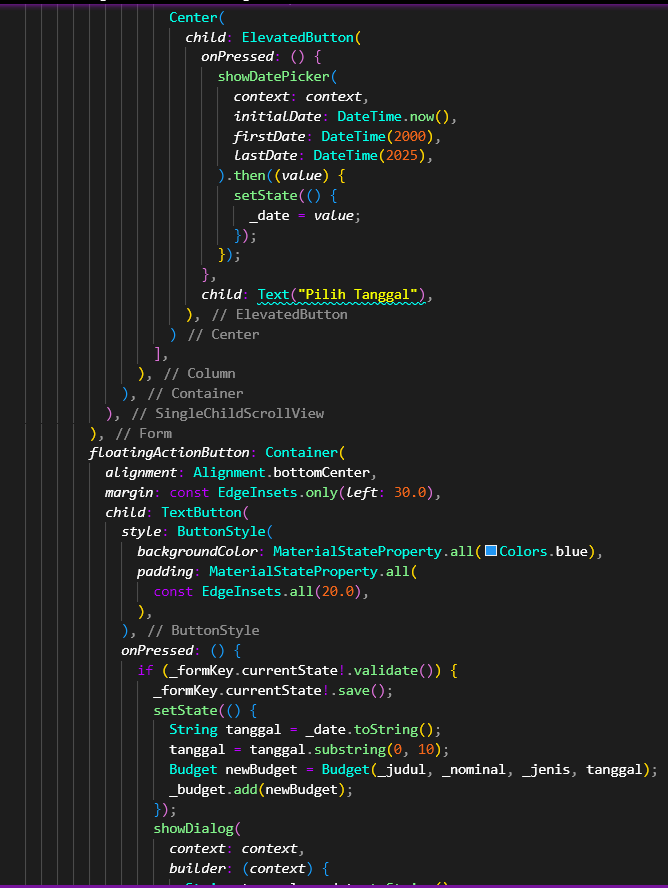 Center(
child: ElevatedButton(
onPressed: () {
showDatePicker(
context: context,
initialDate: DateTime.now(),
firstDate: DateTime(2000),
lastDate: DateTime(2025),
).then((value) {
setState(() {
_date = value;
});
});
},
child: Text("Pilih Tanggal"),
), // ElevatedButton
) // Center
],
), // Column
), // Container
), // SingleChildScrollView
), // Form
floatingActionButton: Container(
alignment: Alignment.bottomCenter,
margin: const EdgeInsets.only(left: 30.0),
child: TextButton(
style: ButtonStyle(
backgroundColor: MaterialStateProperty.all(Colors.blue),
padding: MaterialStateProperty.all(
const EdgeInsets.all(20.0),
),
), // ButtonStyle
onPressed: () {
if (_formKey.currentState!.validate()) {
_formKey.currentState!.save();
setState(() {
String tanggal = _date.toString();
tanggal = tanggal.substring(0, 10);
Budget newBudget = Budget(_judul, _nominal, _jenis, tanggal);
_budget.add(newBudget);
});
showDialog(
context: context,
builder: (context) {